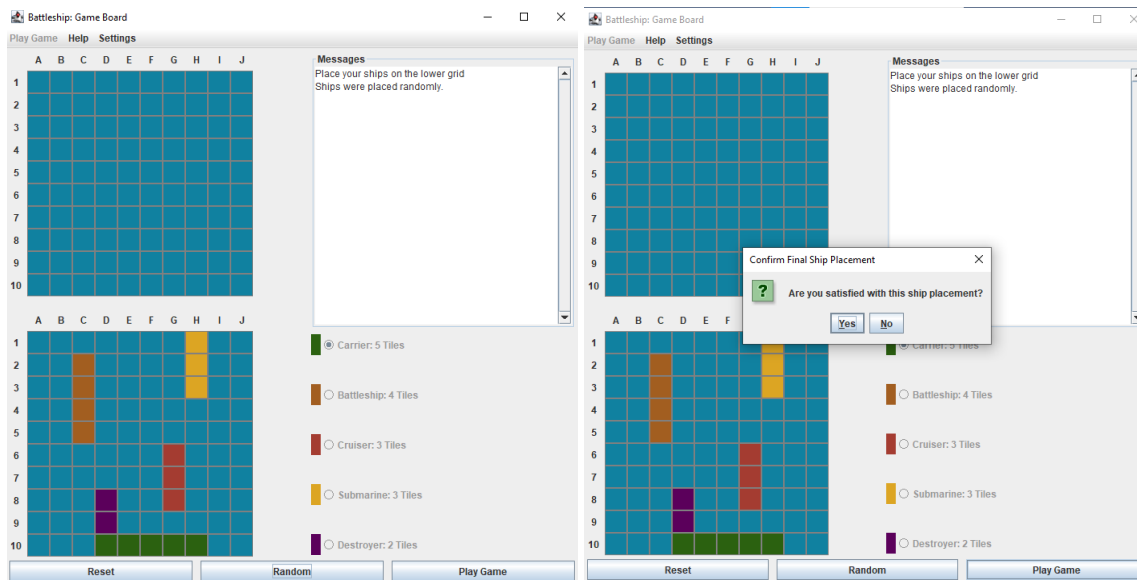 Battleship: Game Board
Play Game Help Settings
A B C D E F G H I J
1
2
3
4
5
6
7
8
9
10
Messages
Place your ships on the lower grid
Ships were placed randomly.
A B C D E F G H I J
1
2
3
4
5
6
7
8
9
10
Carrier: 5 Tiles
Battleship: 4 Tiles
Cruiser: 3 Tiles
Submarine: 3 Tiles
Destroyer: 2 Tiles
Reset Random Play Game
Battleship: Game Board
Play Game Help Settings
A B C D E F G H I J
1
2
3
4
5
6
7
8
9
10
Messages
Place your ships on the lower grid
Ships were placed randomly.
Confirm Final Ship Placement
Are you satisfied with this ship placement?
Yes No
A B C D E F
1
2
3
4
5
6
7
8
9
10
Carrier: 5 Tiles
Battleship: 4 Tiles
Cruiser: 3 Tiles
Submarine: 3 Tiles
Destroyer: 2 Tiles
Reset Random Play Game